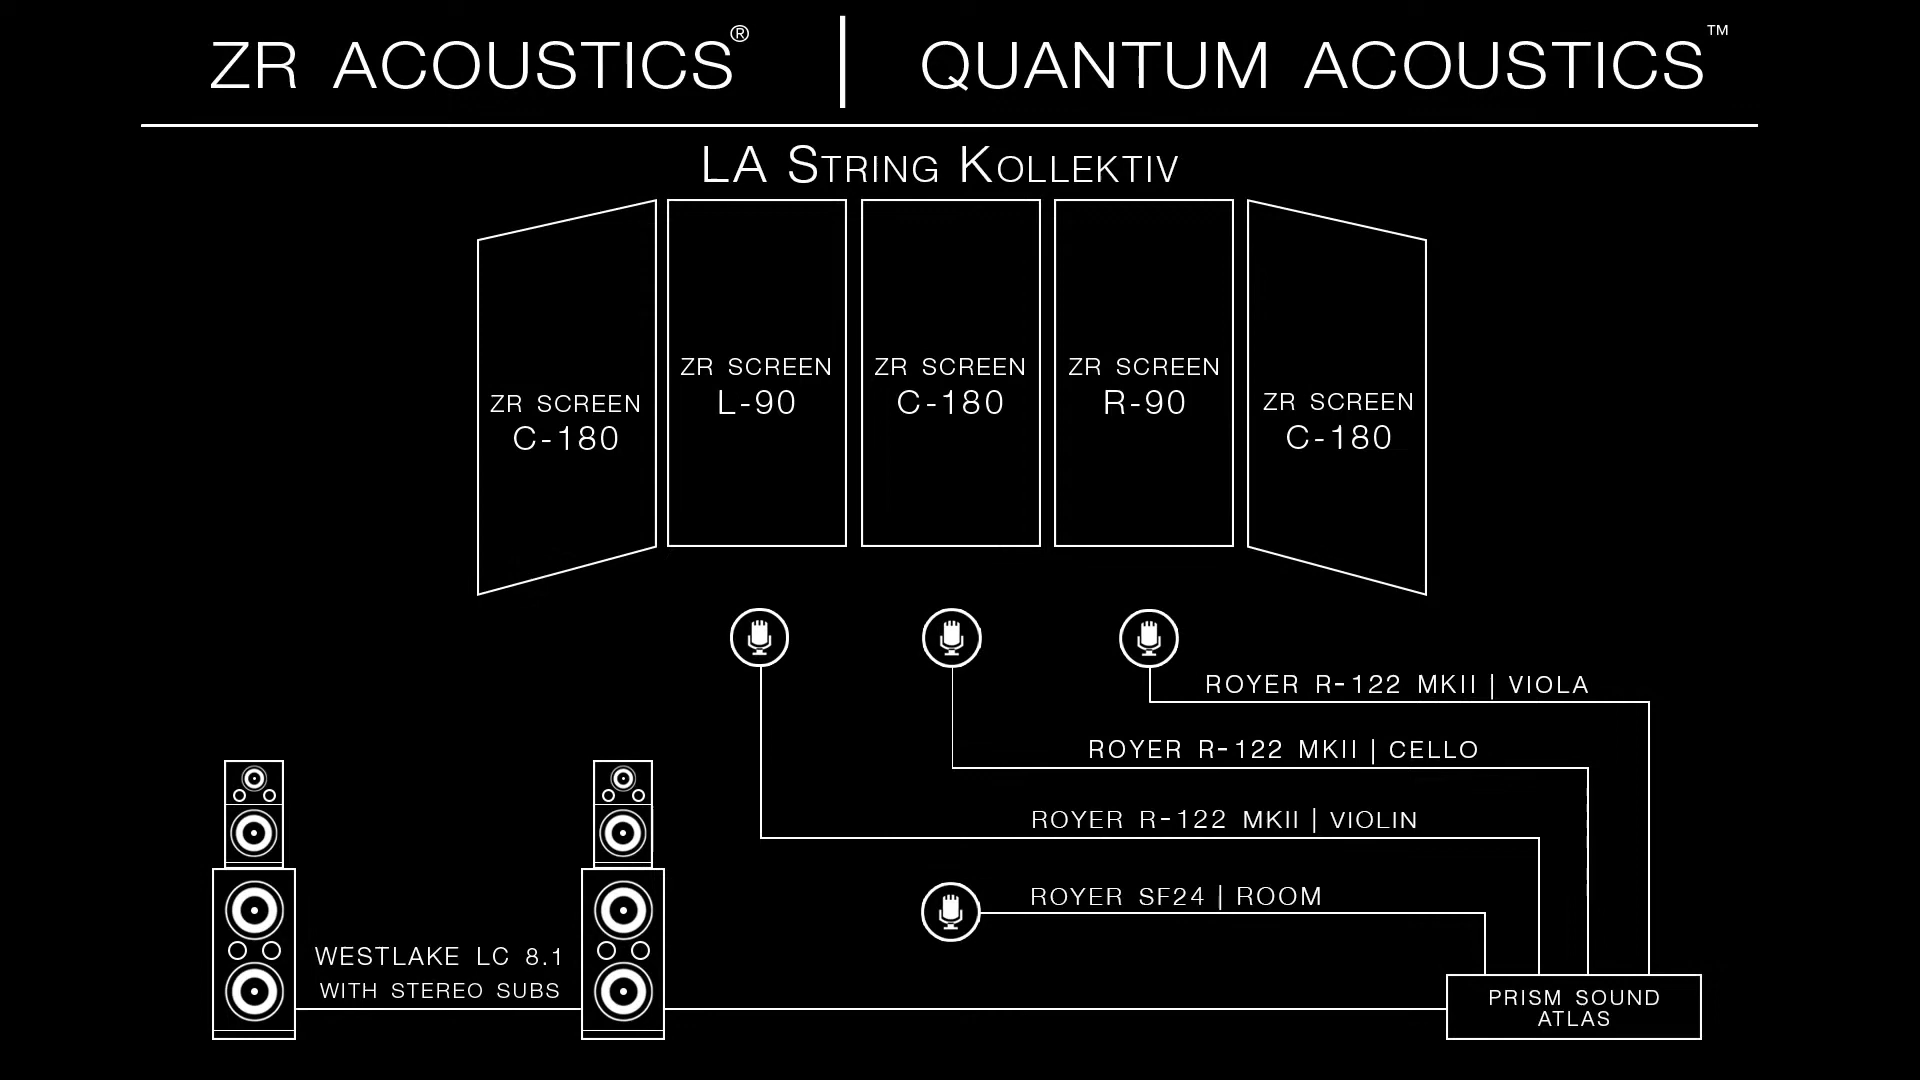 ZR ACOUSTICS® | QUANTUM ACOUSTICS™
LA STRING KOLLEKTIV
ZR SCREEN
C-180
ZR SCREEN
L-90
ZR SCREEN
C-180
ZR SCREEN
R-90
ZR SCREEN
C-180
ROYER R-122 MKII | VIOLA
ROYER R-122 MKII | CELLO
ROYER R-122 MKII | VIOLIN
ROYER SF24 | ROOM
WESTLAKE LC 8.1
WITH STEREO SUBS
PRISM SOUND
ATLAS